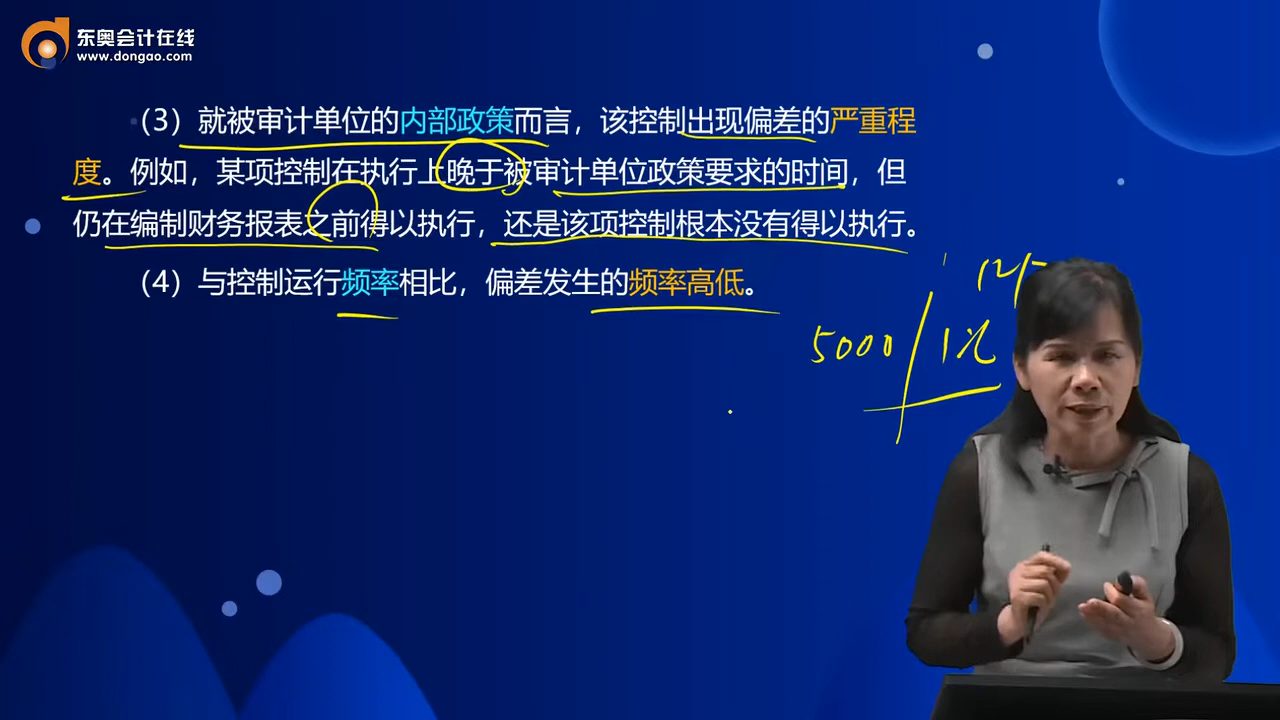 东奥会计在线
www.dongao.com
（3）就被审计单位的内部政策而言，该控制出现偏差的严重程
度。例如，某项控制在执行上晚于被审计单位政策要求的时间，但
仍在编制财务报表之前得以执行，还是该项控制根本没有得以执行。
（4）与控制运行频率相比，偏差发生的频率高低。
5000